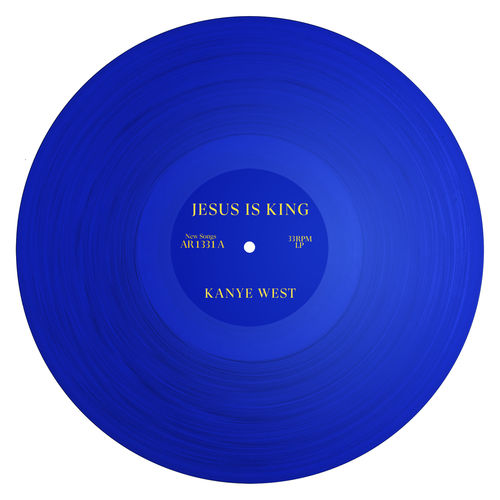 JESUS IS KING
New Songs
AR 1331 A
33RPM
LP
KANYE WEST